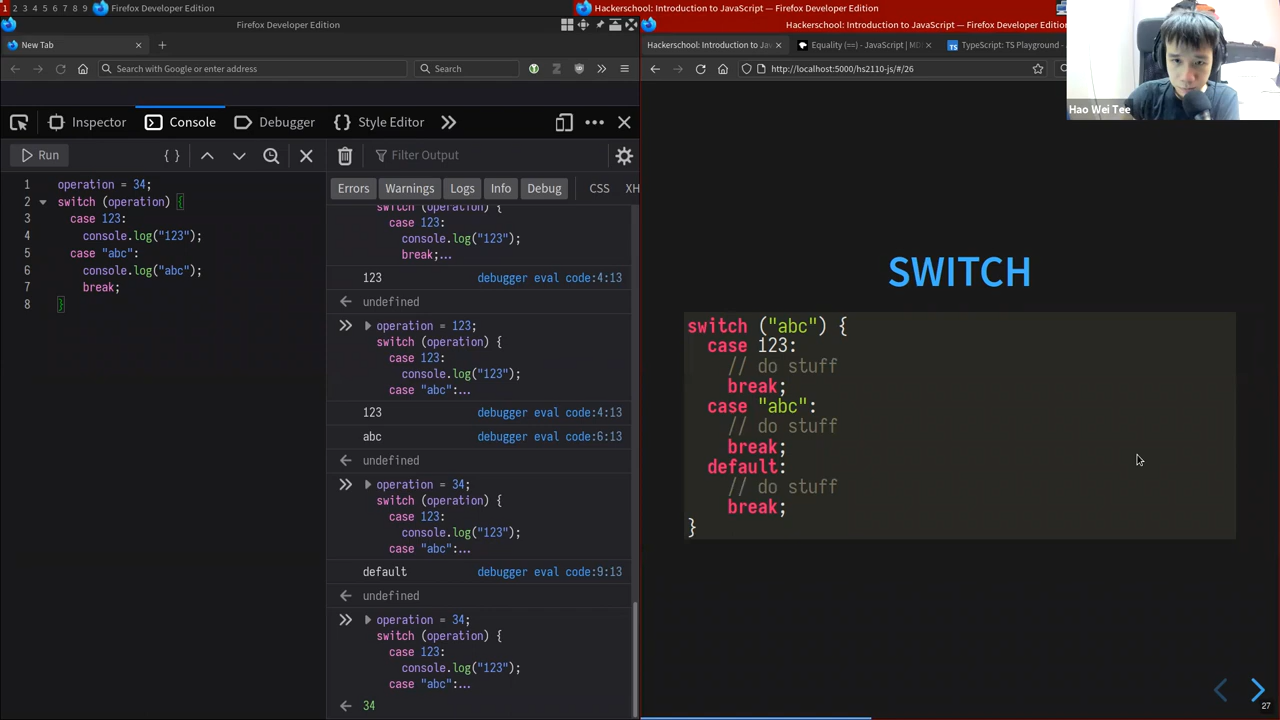 1 2 3 4 5 6 7 8 9 Firefox Developer Edition
Hackerschool: Introduction to JavaScript — Firefox Developer Edition
Firefox Developer Edition
Hackerschool: Introduction to JavaScript — Firefox Developer Edition
New Tab
Hackerschool: Introduction to Jav
Equality (==) - JavaScript | MD
TS TypeScript: TS Playground -
Search with Google or enter address
Search
http://localhost:5000/hs2110-js/#/26
Hao Wei Tee
Inspector
Console
Debugger
Style Editor
Run
Filter Output
Errors
Warnings
Logs
Info
Debug
CSS
XH
1 operation = 34;
2 switch (operation) {
3 case 123:
4 console.log("123");
5 case "abc":
6 console.log("abc");
7 break;
8 }
switch (operation) {
case 123:
console.log("123");
break;...
123 debugger eval code:4:13
undefined
operation = 123;
switch (operation) {
case 123:
console.log("123");
case "abc":...
123 debugger eval code:4:13
abc debugger eval code:6:13
undefined
operation = 34;
switch (operation) {
case 123:
console.log("123");
case "abc":...
default debugger eval code:9:13
undefined
operation = 34;
switch (operation) {
case 123:
console.log("123");
case "abc":...
34
SWITCH
switch ("abc") {
case 123:
// do stuff
break;
case "abc":
// do stuff
break;
default:
// do stuff
break;
}
27